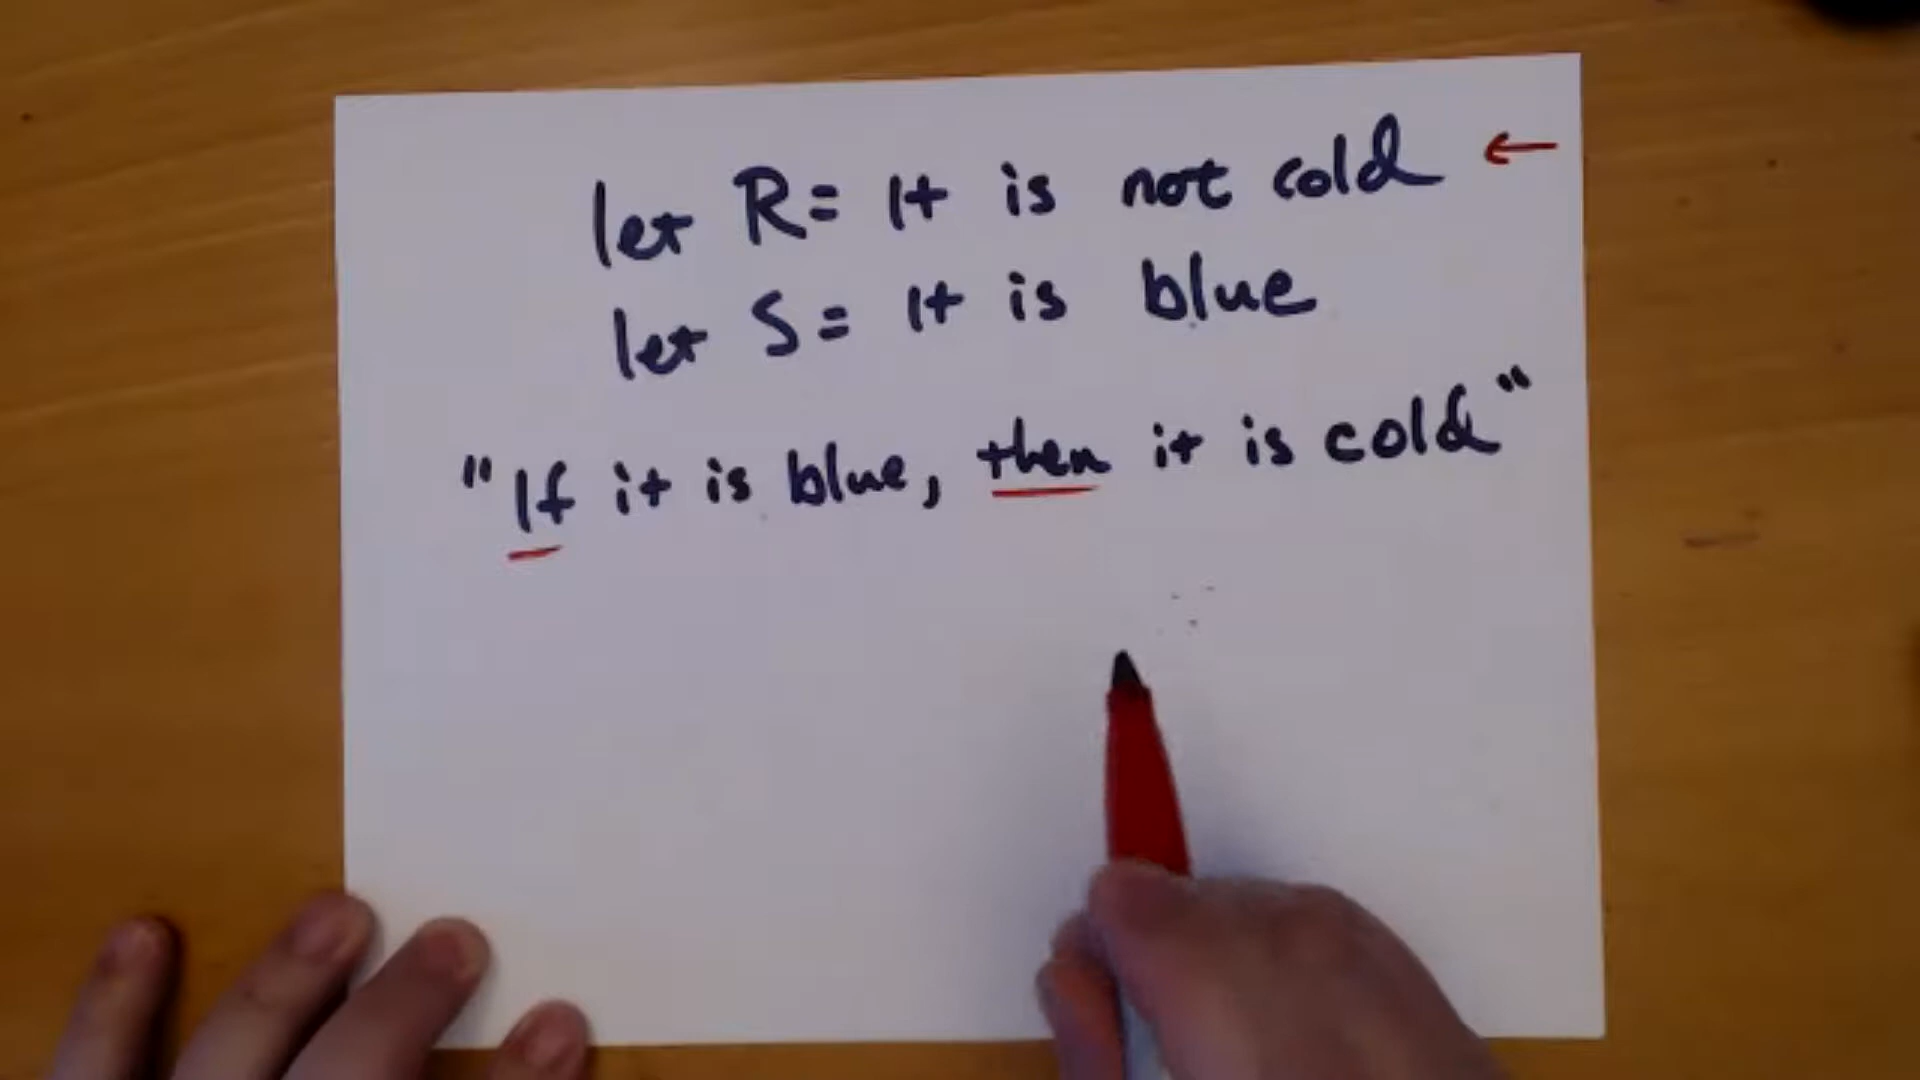 let R = It is not cold ←
let S = It is blue
"If it is blue, then it is cold"